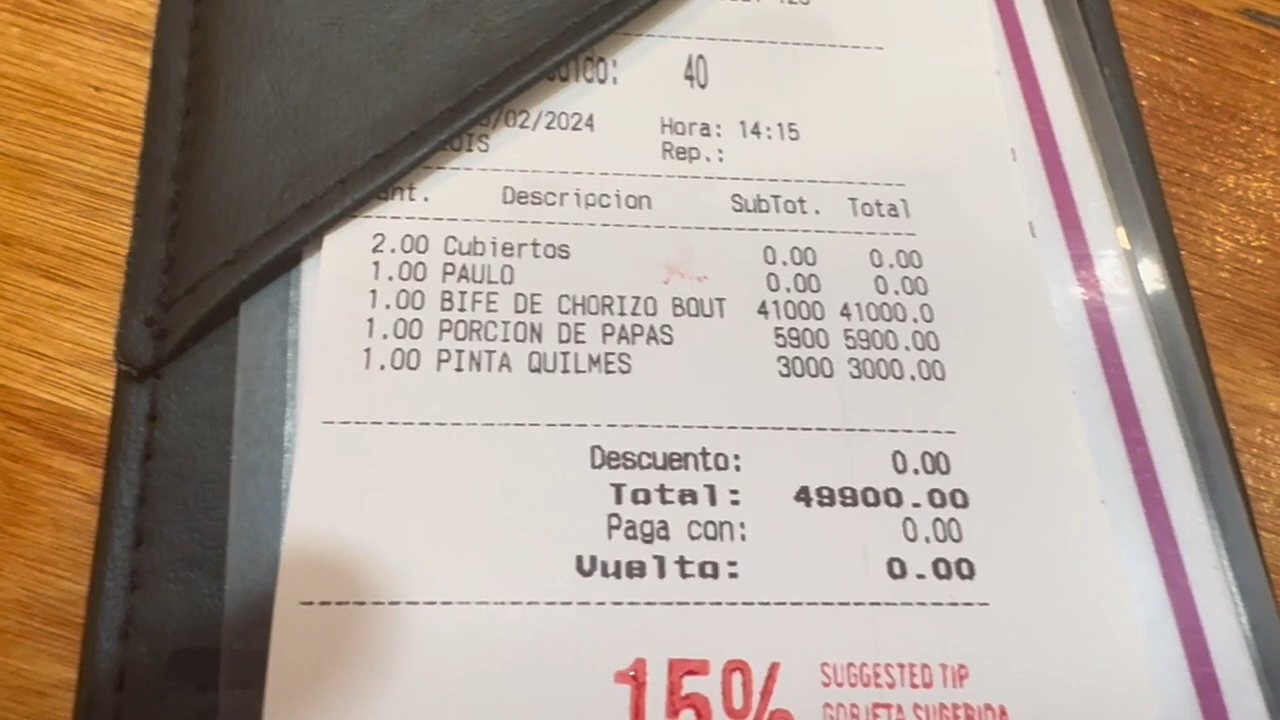 40
/02/2024 Hora: 14:15
Rep.:
Descripcion SubTot. Total
2.00 Cubiertos 0.00 0.00
1.00 PAULO 0.00 0.00
1.00 BIFE DE CHORIZO BOUT 41000 41000.0
1.00 PORCION DE PAPAS 5900 5900.00
1.00 PINTA QUILMES 3000 3000.00
Descuento: 0.00
Total: 49900.00
Paga con: 0.00
Vuelto: 0.00
15% SUGGESTED TIP
GORJETA SUGERIDA